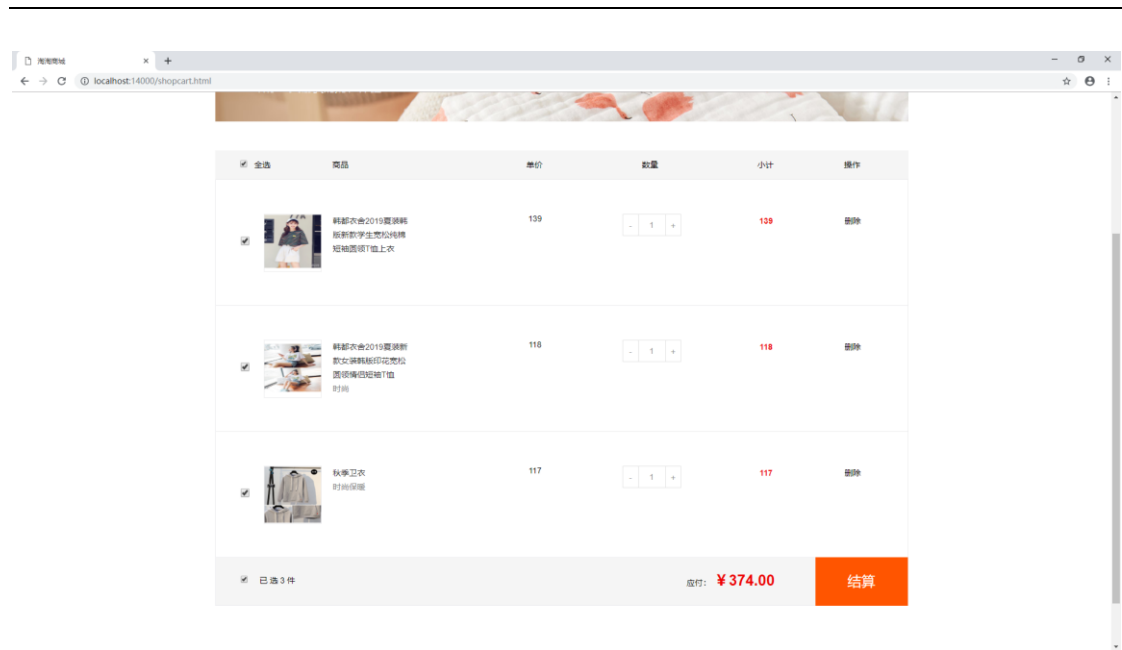 淘淘商城
localhost:14000/shopcart.html
全选 商品 单价 数量 小计 操作
韩都衣舍2019夏装韩
版新款学生宽松纯棉
短袖圆领T恤上衣
139 - 1 + 139 删除
韩都衣舍2019夏装新
款女装韩版印花宽松
圆领情侣短袖T恤
时尚
118 - 1 + 118 删除
秋季卫衣
时尚保暖
117 - 1 + 117 删除
已选3件 应付: ¥374.00 结算